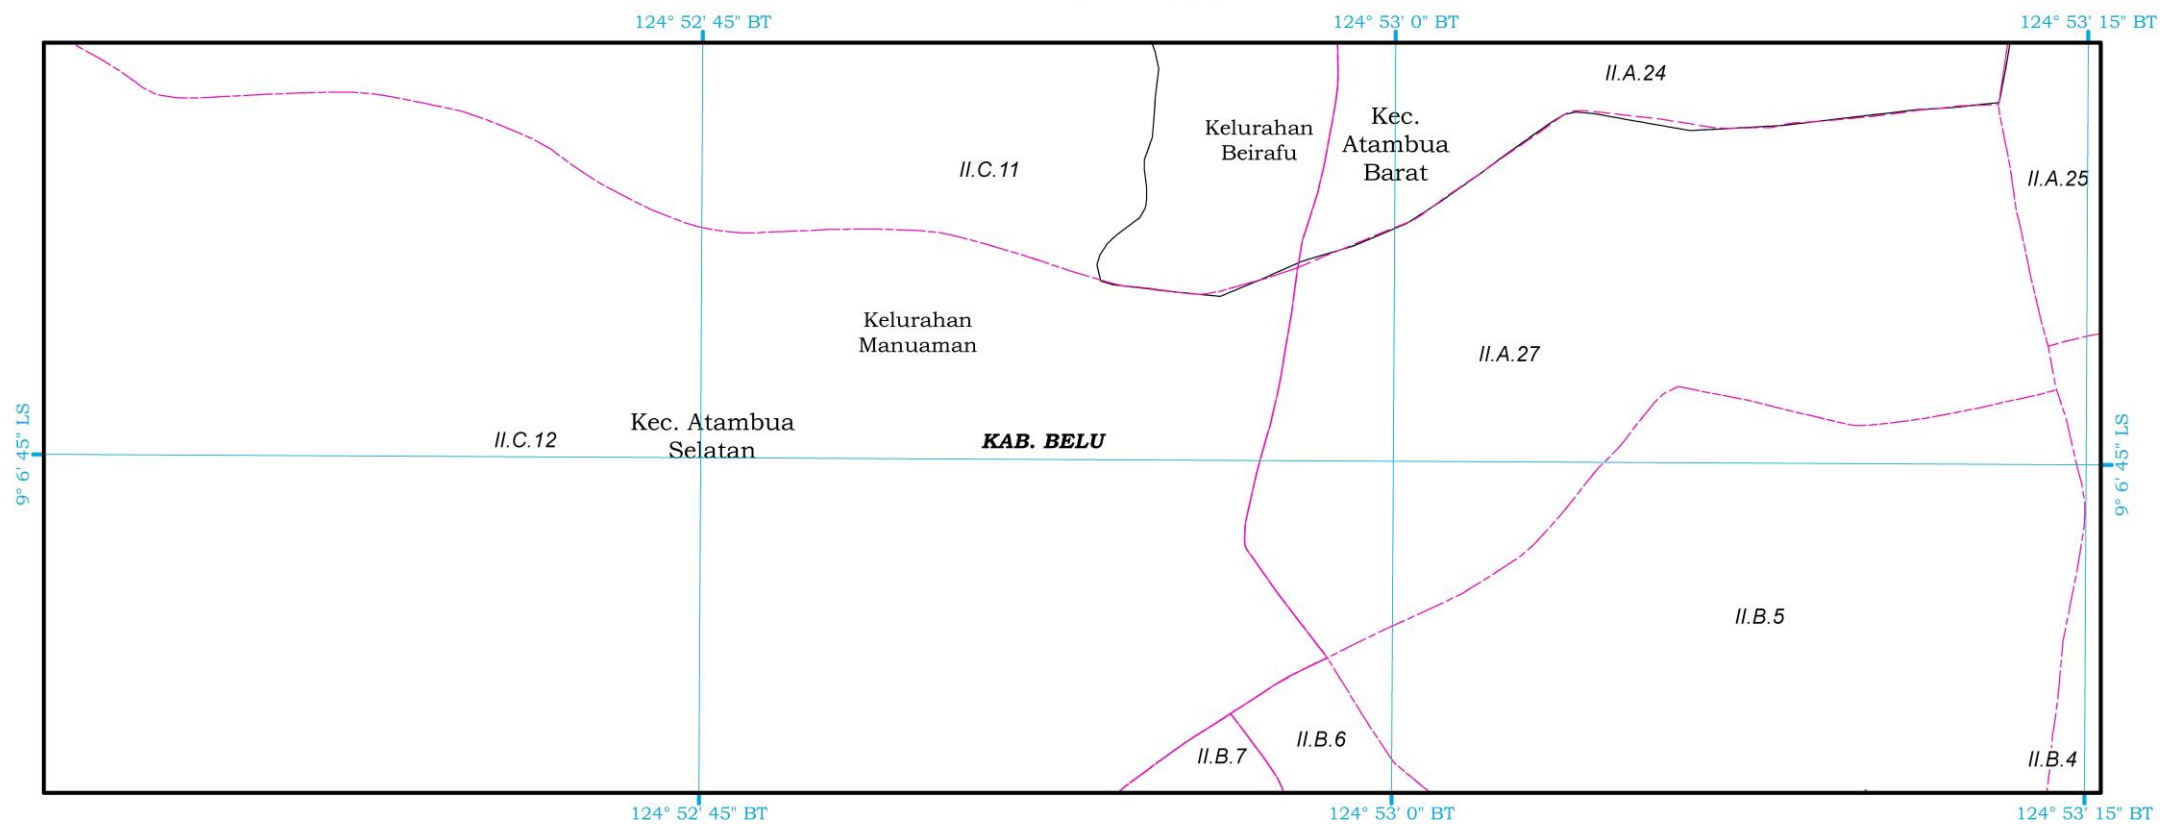 124° 52' 45" BT
124° 53' 0" BT
124° 53' 15" BT
II.A.24
Kec.
Atambua
Barat
Kelurahan
Beirafu
II.C.11
II.A.25
Kelurahan
Manuaman
II.A.27
9° 6' 45" LS
II.C.12
Kec. Atambua
Selatan
KAB. BELU
9° 6' 45" LS
II.B.5
II.B.6
II.B.7
II.B.4
124° 52' 45" BT
124° 53' 0" BT
124° 53' 15" BT